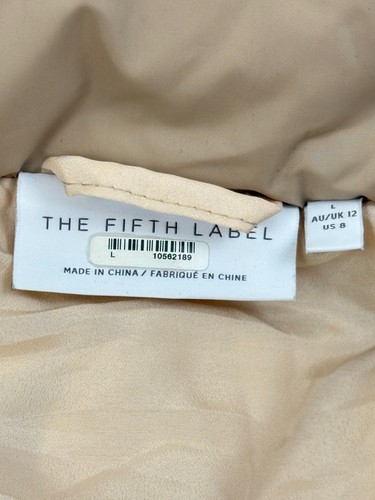 THE FIFTH LABEL
L 10562189
MADE IN CHINA / FABRIQUÉ EN CHINE
L
AU/UK 12
US 8